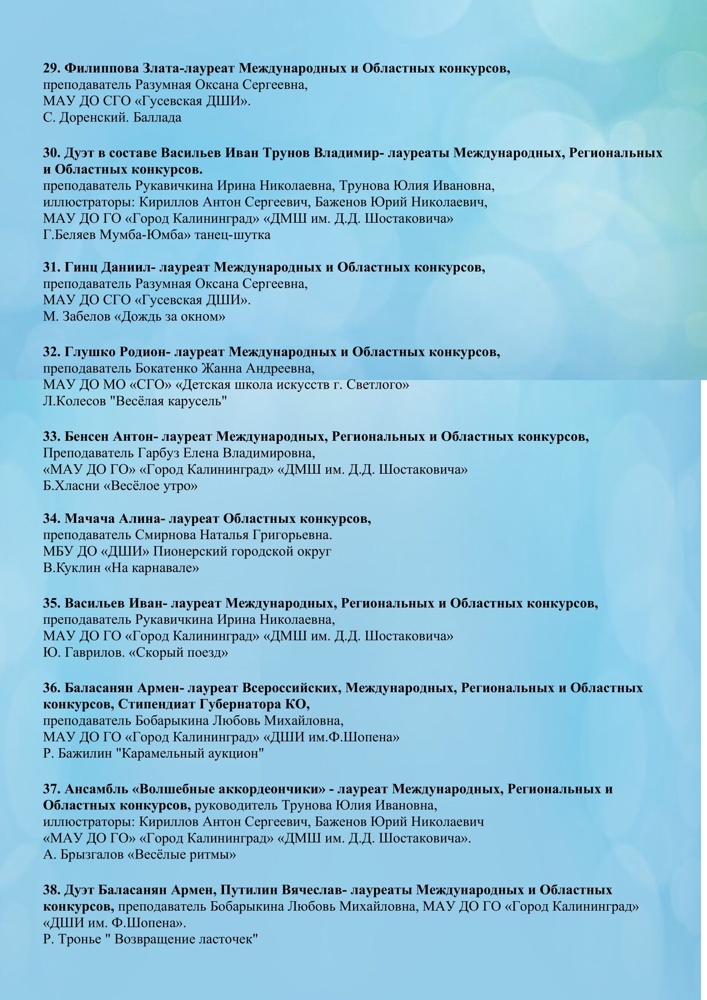 29. Филиппова Злата-лауреат Международных и Областных конкурсов,
преподаватель Разумная Оксана Сергеевна,
МАУ ДО СГО «Гусевская ДШИ».
С. Доренский. Баллада
30. Дуэт в составе Васильев Иван Трунов Владимир- лауреаты Международных, Региональных
и Областных конкурсов.
преподаватель Рукавичкина Ирина Николаевна, Трунова Юлия Ивановна,
иллюстраторы: Кириллов Антон Сергеевич, Баженов Юрий Николаевич,
МАУ ДО ГО «Город Калининград» «ДМШ им. Д.Д. Шостаковича»
Г.Беляев Мумба-Юмба» танец-шутка
31. Гинц Даниил- лауреат Международных и Областных конкурсов,
преподаватель Разумная Оксана Сергеевна,
МАУ ДО СГО «Гусевская ДШИ».
М. Забелов «Дождь за окном»
32. Глушко Родион- лауреат Международных и Областных конкурсов,
преподаватель Бокатенко Жанна Андреевна,
МАУ ДО МО «СГО» «Детская школа искусств г. Светлого»
Л.Колесов "Весёлая карусель"
33. Бенсен Антон- лауреат Международных, Региональных и Областных конкурсов,
Преподаватель Гарбуз Елена Владимировна,
«МАУ ДО ГО» «Город Калининград» «ДМШ им. Д.Д. Шостаковича»
Б.Хласни «Весёлое утро»
34. Мачача Алина- лауреат Областных конкурсов,
преподаватель Смирнова Наталья Григорьевна.
МБУ ДО «ДШИ» Пионерский городской округ
В.Куклин «На карнавале»
35. Васильев Иван- лауреат Международных, Региональных и Областных конкурсов,
преподаватель Рукавичкина Ирина Николаевна,
МАУ ДО ГО «Город Калининград» «ДМШ им. Д.Д. Шостаковича»
Ю. Гаврилов. «Скорый поезд»
36. Баласанян Армен- лауреат Всероссийских, Международных, Региональных и Областных
конкурсов, Стипендиат Губернатора КО,
преподаватель Бобарыкина Любовь Михайловна,
МАУ ДО ГО «Город Калининград» «ДШИ им.Ф.Шопена»
Р. Бажилин "Карамельный аукцион"
37. Ансамбль «Волшебные аккордеончики» - лауреат Международных, Региональных и
Областных конкурсов, руководитель Трунова Юлия Ивановна,
иллюстраторы: Кириллов Антон Сергеевич, Баженов Юрий Николаевич
«МАУ ДО ГО» «Город Калининград» «ДМШ им. Д.Д. Шостаковича».
А. Брызгалов «Весёлые ритмы»
38. Дуэт Баласанян Армен, Путилин Вячеслав- лауреаты Международных и Областных
конкурсов, преподаватель Бобарыкина Любовь Михайловна, МАУ ДО ГО «Город Калининград»
«ДШИ им. Ф.Шопена».
Р. Тронье " Возвращение ласточек"